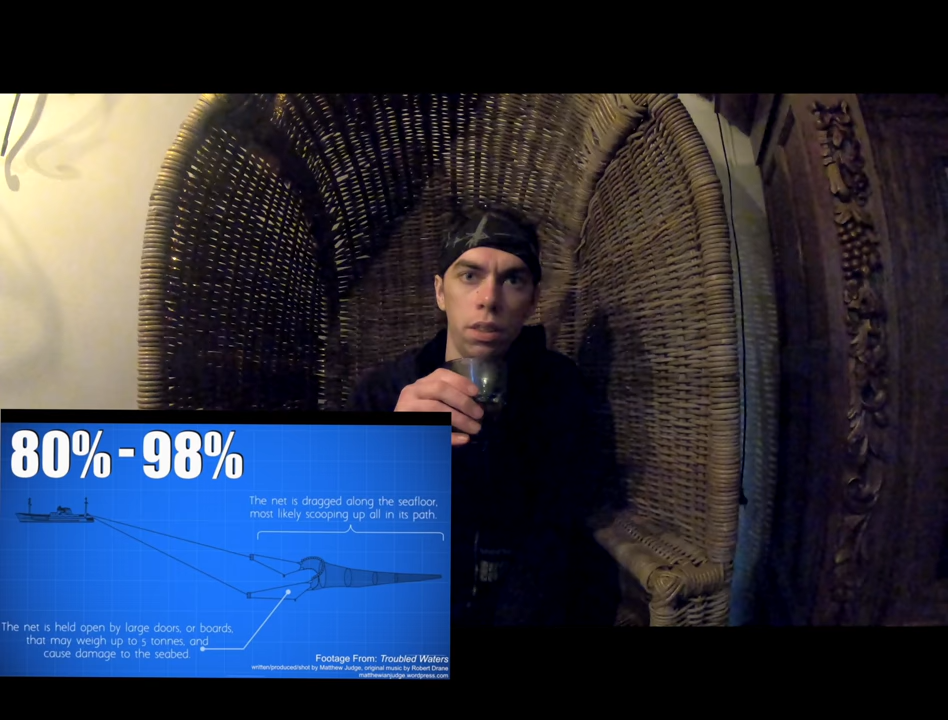 80% - 98%
The net is dragged along the seafloor,
most likely scooping up all in its path.
The net is held open by large doors, or boards,
that may weigh up to 5 tonnes, and
cause damage to the seabed.
Footage From: Troubled Waters
written/produced/shot by Matthew Judge, original music by Robert Drane
matthewianjudge.wordpress.com